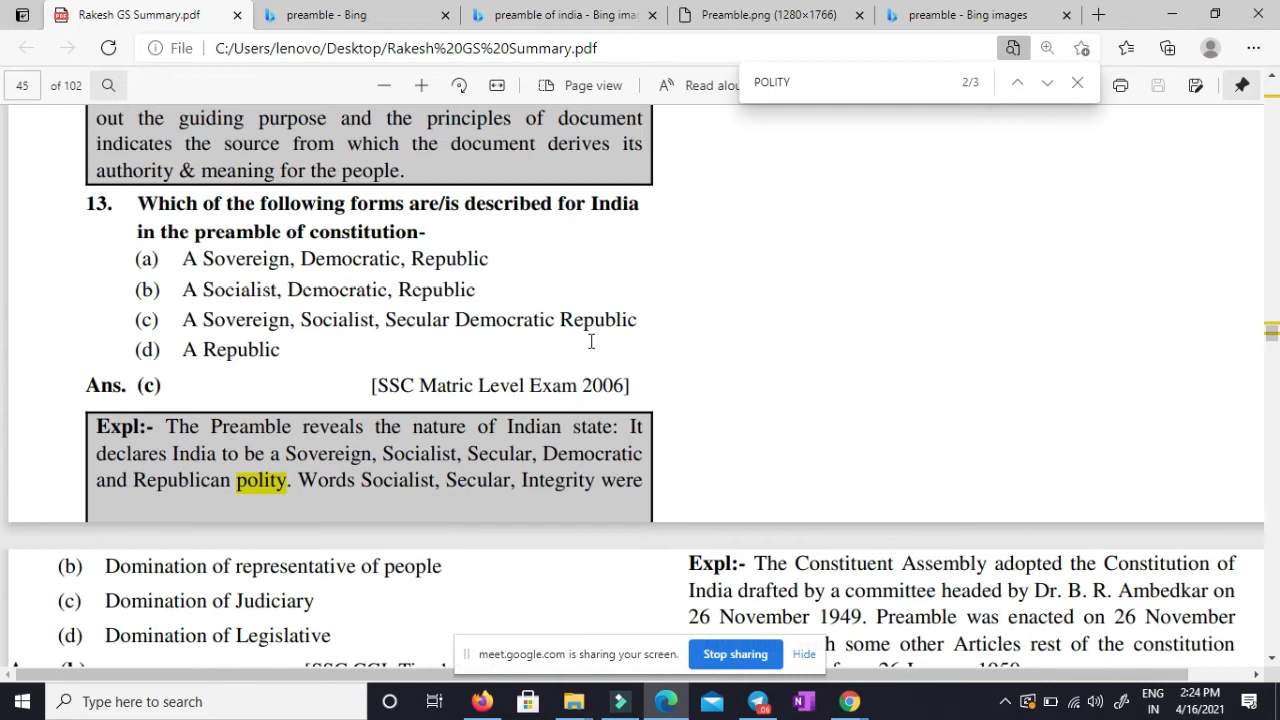 Rakesh GS Summary.pdf
preamble - Bing
preamble of india - Bing ima
Preamble.png (1280×1766)
preamble - Bing images
File
C:/Users/lenovo/Desktop/Rakesh%20GS%20Summary.pdf
45 of 102
Page view
Read alou
POLITY 2/3
out the guiding purpose and the principles of document
indicates the source from which the document derives its
authority & meaning for the people.
13. Which of the following forms are/is described for India
in the preamble of constitution-
(a) A Sovereign, Democratic, Republic
(b) A Socialist, Democratic, Republic
(c) A Sovereign, Socialist, Secular Democratic Republic
(d) A Republic
Ans. (c) [SSC Matric Level Exam 2006]
Expl:- The Preamble reveals the nature of Indian state: It
declares India to be a Sovereign, Socialist, Secular, Democratic
and Republican polity. Words Socialist, Secular, Integrity were
(b) Domination of representative of people
(c) Domination of Judiciary
(d) Domination of Legislative
Expl:- The Constituent Assembly adopted the Constitution of
India drafted by a committee headed by Dr. B. R. Ambedkar on
26 November 1949. Preamble was enacted on 26 November
some other Articles rest of the constitution
meet.google.com is sharing your screen.
Stop sharing
Hide
Type here to search
ENG
IN
2:24 PM
4/16/2021